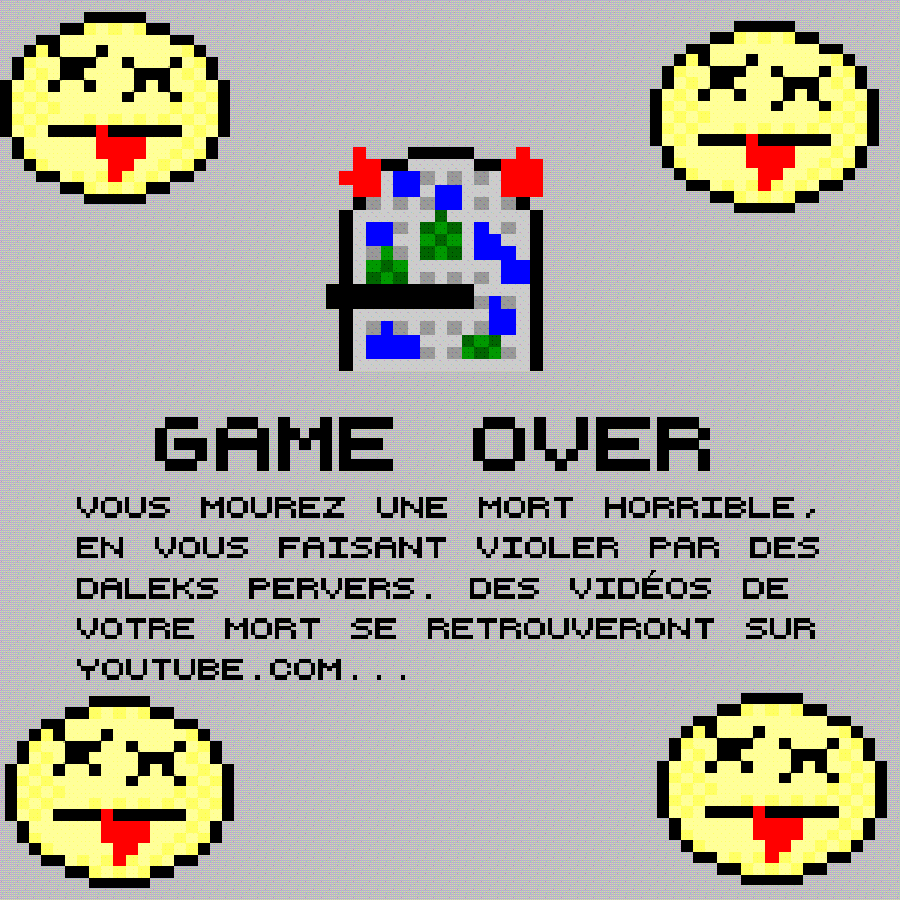 GAME OVER
VOUS MOUREZ UNE MORT HORRIBLE,
EN VOUS FAISANT VIOLER PAR DES
DALEKS PERVERS. DES VIDÉOS DE
VOTRE MORT SE RETROUVERONT SUR
YOUTUBE.COM...